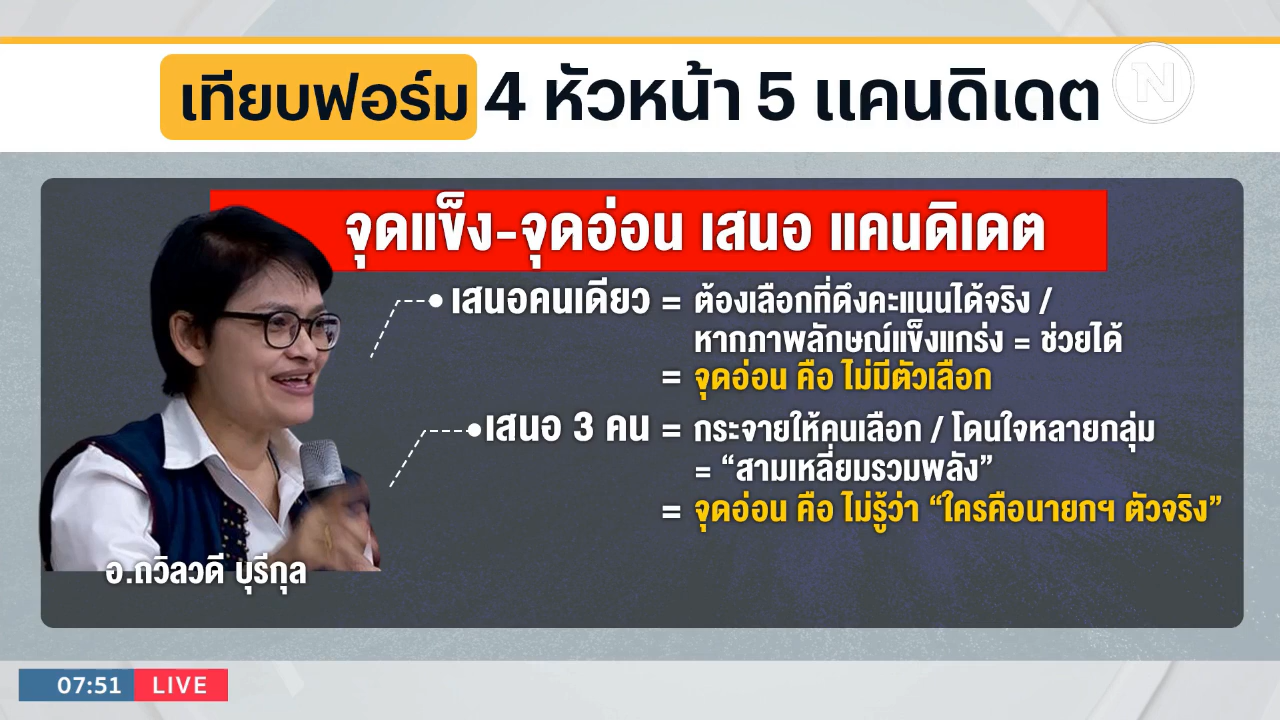 เทียบฟอร์ม 4 หัวหน้า 5 แคนดิเดต
N
จุดแข็ง-จุดอ่อน เสนอ แคนดิเดต
เสนอคนเดียว = ต้องเลือกที่ดึงคะแนนได้จริง /
หากภาพลักษณ์แข็งแกร่ง = ช่วยได้
= จุดอ่อน คือ ไม่มีตัวเลือก
เสนอ 3 คน = กระจายให้คนเลือก / โดนใจหลายกลุ่ม
= “สามเหลี่ยมรวมพลัง”
= จุดอ่อน คือ ไม่รู้ว่า “ใครคือนายกฯ ตัวจริง”
อ.ถวิลวดี บุรีกุล
07:51 LIVE